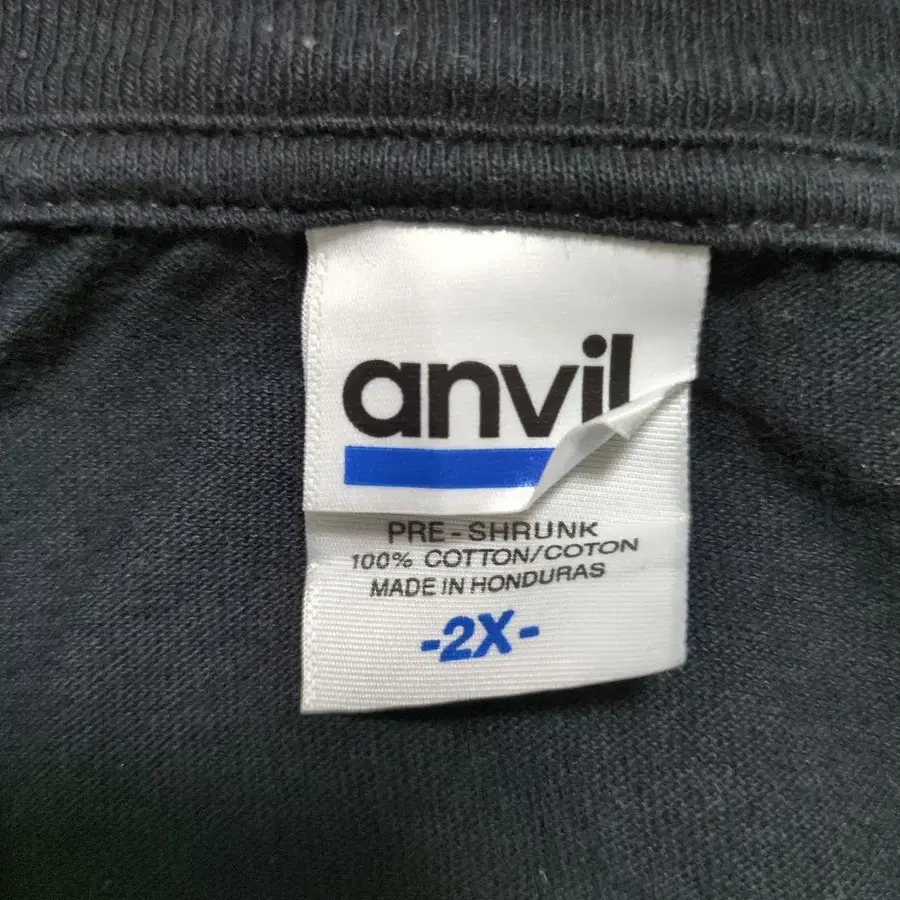 anvil
PRE-SHRUNK
100% COTTON/COTON
MADE IN HONDURAS
-2X-